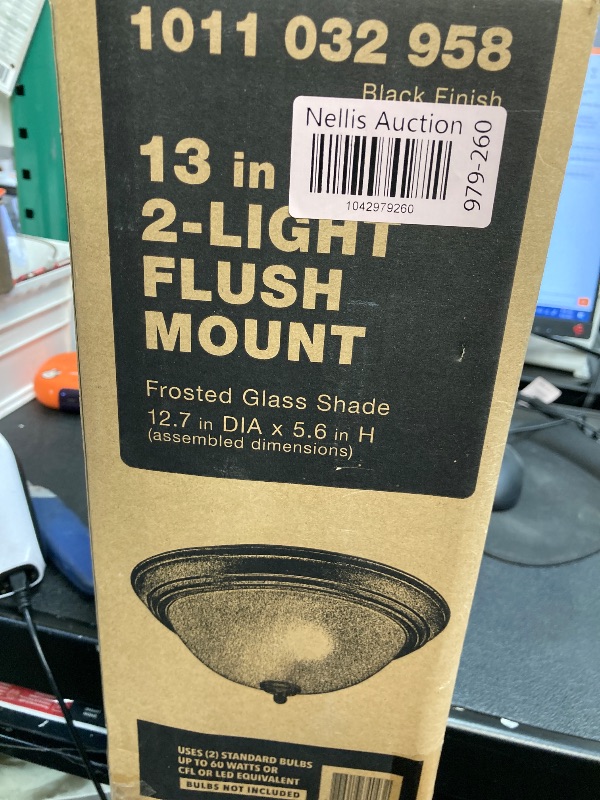 1011 032 958
Black Finish
Nellis Auction
979-260
1042979260
13 in
2-LIGHT
FLUSH
MOUNT
Frosted Glass Shade
12.7 in DIA x 5.6 in H
(assembled dimensions)
USES (2) STANDARD BULBS
UP TO 60 WATTS OR
CFL OR LED EQUIVALENT
BULBS NOT INCLUDED